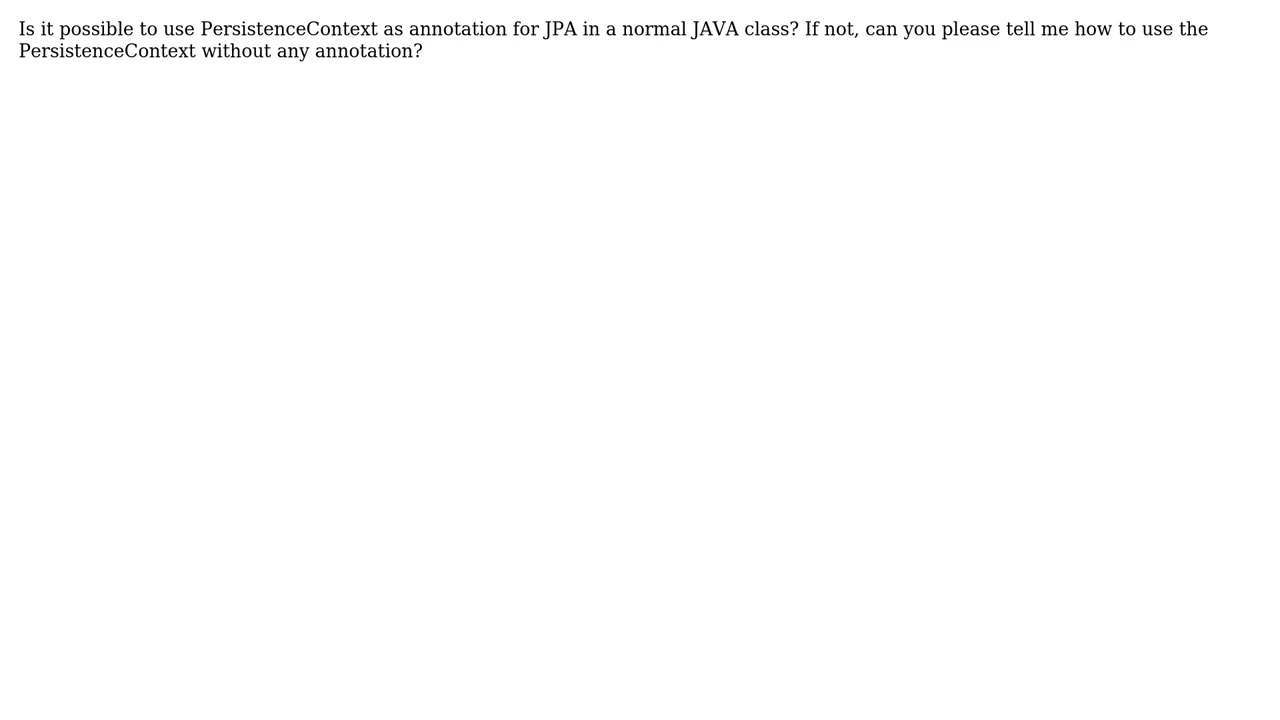 Is it possible to use PersistenceContext as annotation for JPA in a normal JAVA class? If not, can you please tell me how to use the
PersistenceContext without any annotation?